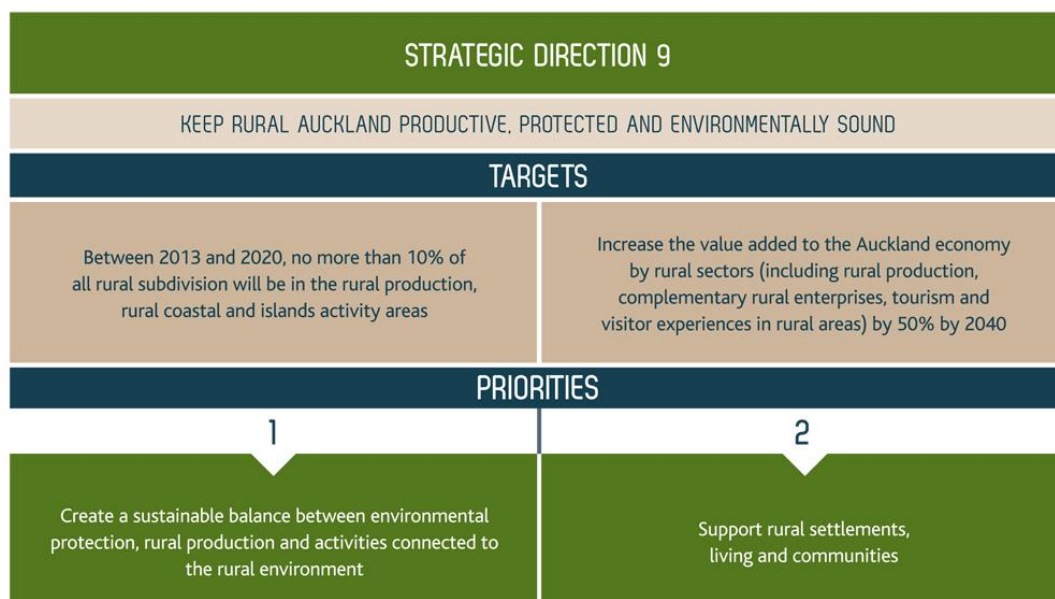 STRATEGIC DIRECTION 9
KEEP RURAL AUCKLAND PRODUCTIVE, PROTECTED AND ENVIRONMENTALLY SOUND
TARGETS
Between 2013 and 2020, no more than 10% of
all rural subdivision will be in the rural production,
rural coastal and islands activity areas
Increase the value added to the Auckland economy
by rural sectors (including rural production,
complementary rural enterprises, tourism and
visitor experiences in rural areas) by 50% by 2040
PRIORITIES
1
Create a sustainable balance between environmental
protection, rural production and activities connected to
the rural environment
2
Support rural settlements,
living and communities